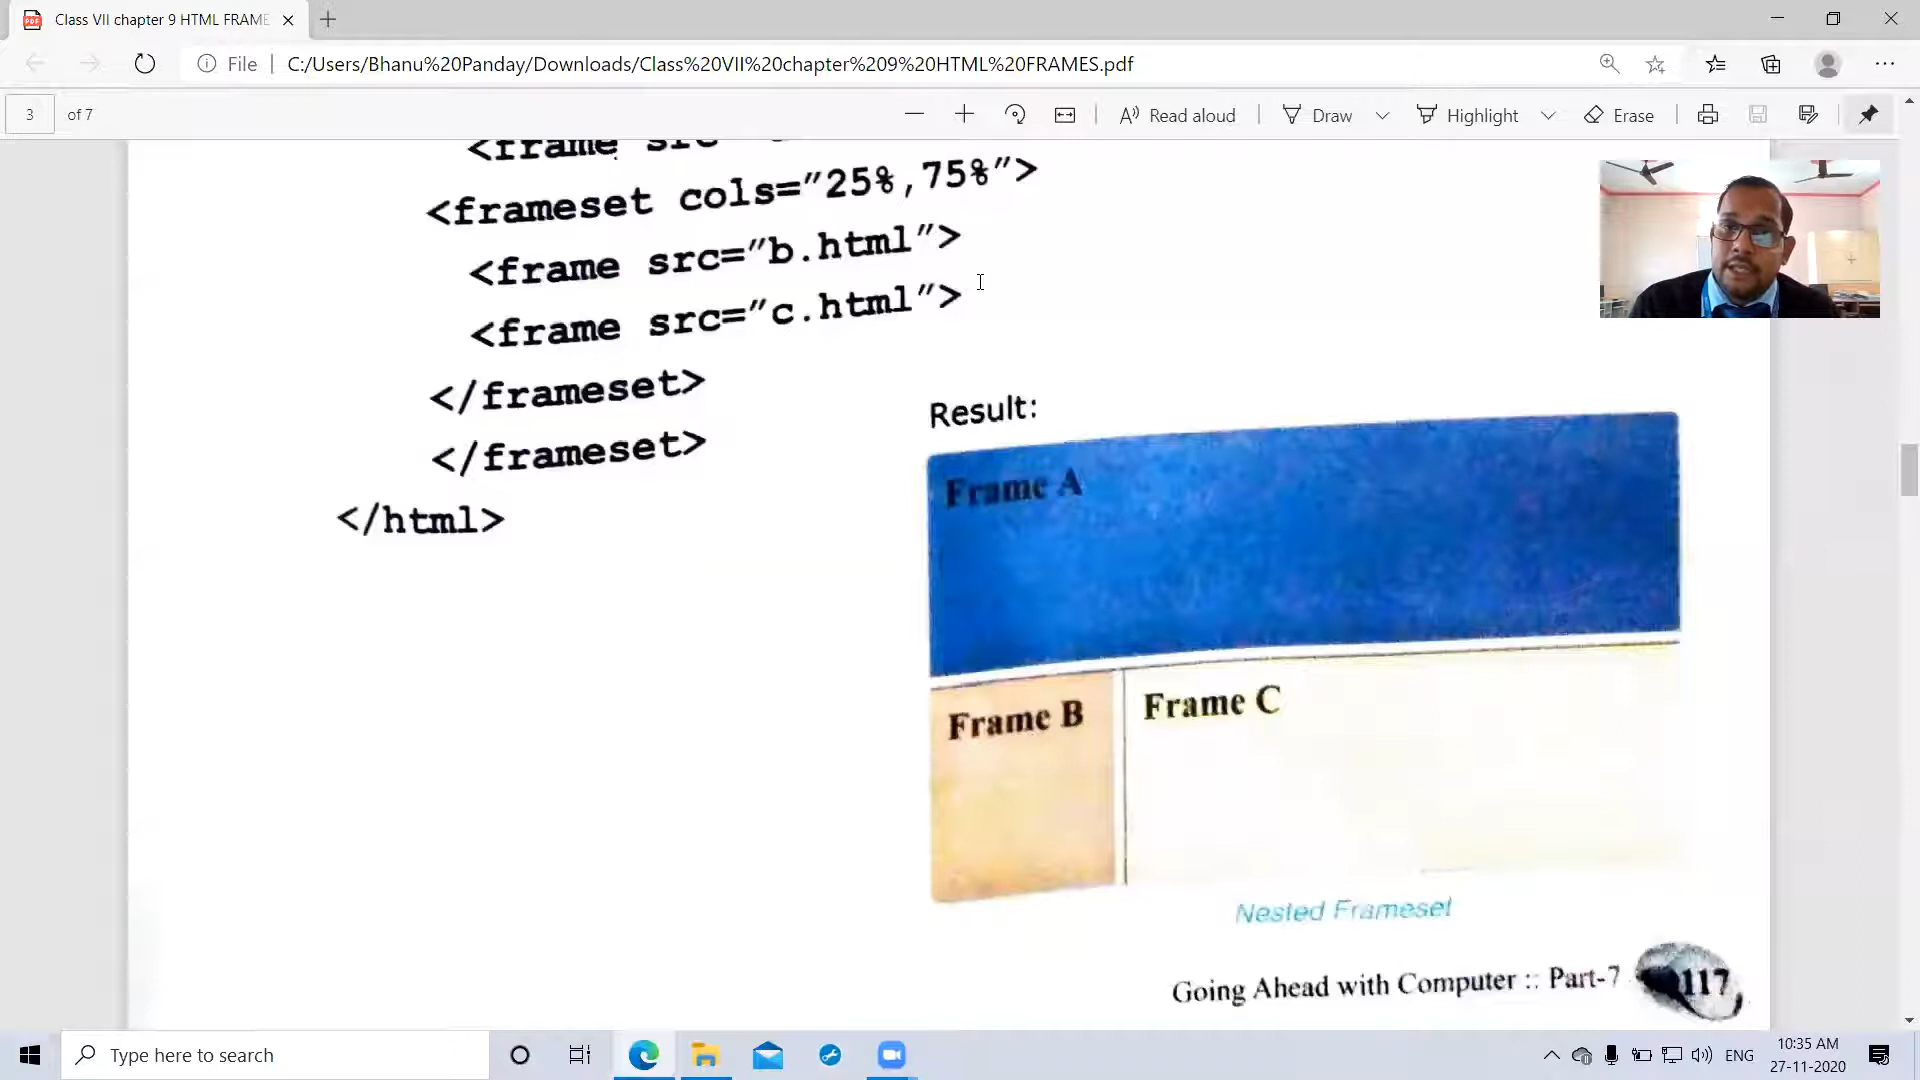 Class VII chapter 9 HTML FRAME
File
C:/Users/Bhanu%20Panday/Downloads/Class%20VII%20chapter%209%20HTML%20FRAMES.pdf
3 of 7
Read aloud Draw Highlight Erase
<frame src
<frameset cols="25%,75%">
<frame src="b.html">
<frame src="c.html">
</frameset>
</frameset>
</html>
Result:
Frame A
Frame B
Frame C
Nested Frameset
Going Ahead with Computer :: Part-7 117
Type here to search
ENG
10:35 AM
27-11-2020